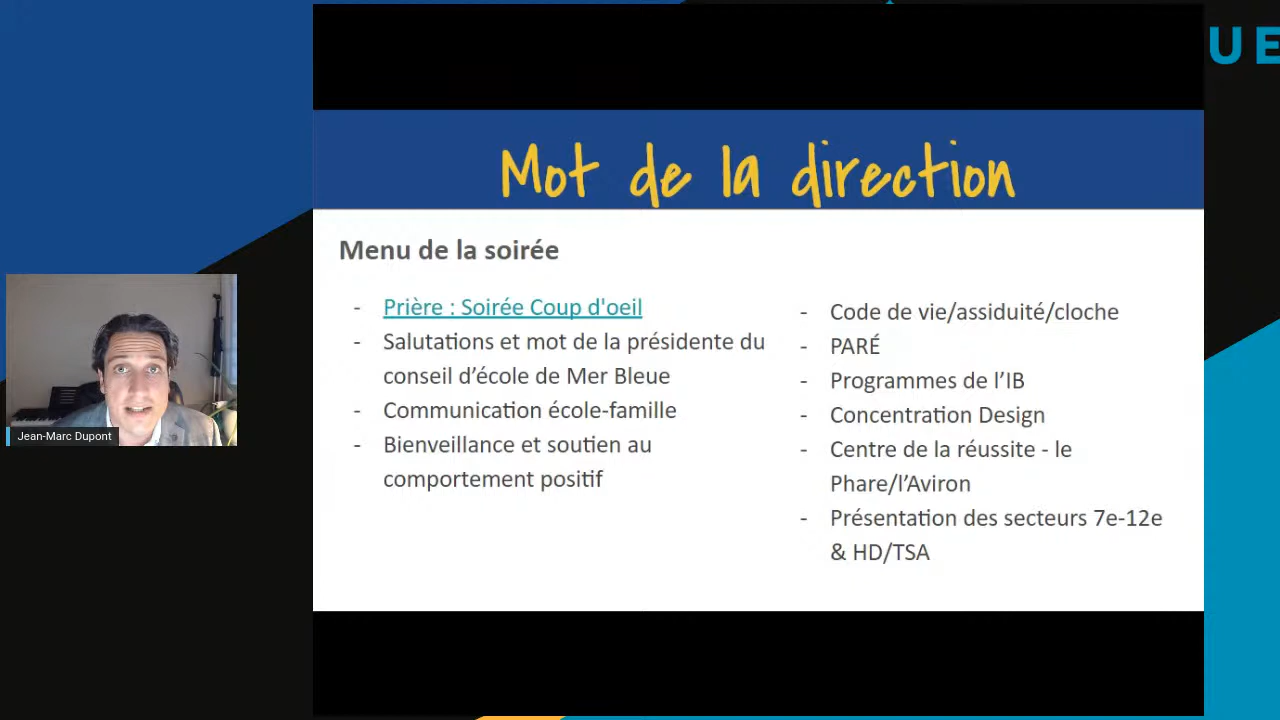 UE
Mot de la direction
Menu de la soirée
- Prière : Soirée Coup d'oeil
- Salutations et mot de la présidente du
conseil d’école de Mer Bleue
- Communication école-famille
- Bienveillance et soutien au
comportement positif
- Code de vie/assiduité/cloche
- PARÉ
- Programmes de l’IB
- Concentration Design
- Centre de la réussite - le
Phare/l’Aviron
- Présentation des secteurs 7e-12e
& HD/TSA
Jean-Marc Dupont